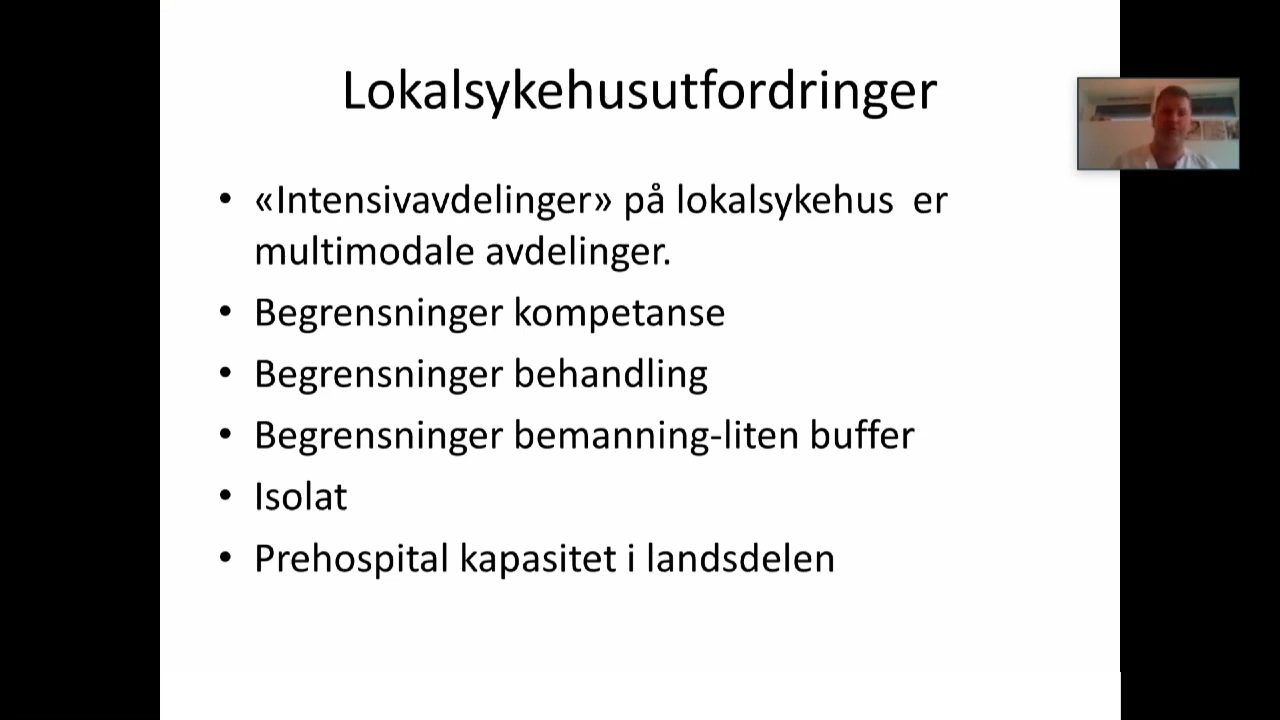 Lokalsykehusutfordringer
• «Intensivavdelinger» på lokalsykehus er
multimodale avdelinger.
• Begrensninger kompetanse
• Begrensninger behandling
• Begrensninger bemanning-liten buffer
• Isolat
• Prehospital kapasitet i landsdelen